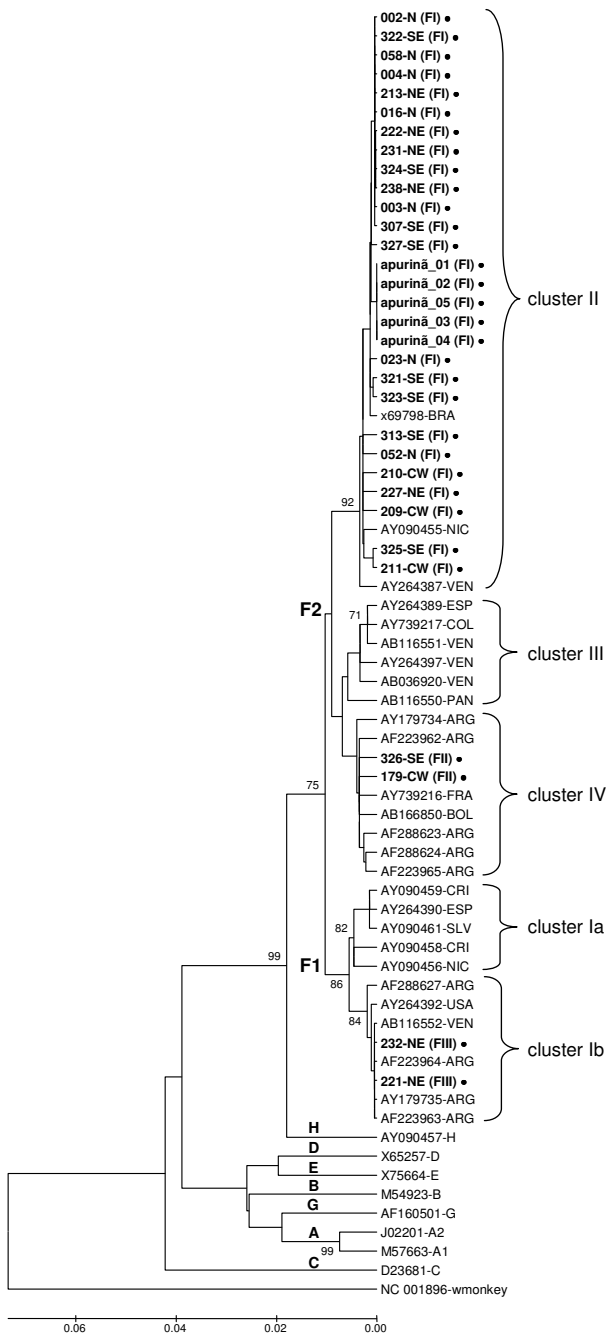 002-N (FI) •
322-SE (FI) •
058-N (FI) •
004-N (FI) •
213-NE (FI) •
016-N (FI) •
222-NE (FI) •
231-NE (FI) •
324-SE (FI) •
238-NE (FI) •
003-N (FI) •
307-SE (FI) •
327-SE (FI) •
apurinã_01 (FI) •
apurinã_02 (FI) •
cluster II
apurinã_05 (FI) •
apurinã_03 (FI) •
apurinã_04 (FI) •
023-N (FI) •
321-SE (FI) •
323-SE (FI) •
x69798-BRA
313-SE (FI) •
052-N (FI) •
210-CW (FI) •
227-NE (FI) •
92
209-CW (FI) •
AY090455-NIC
325-SE (FI) •
211-CW (FI) •
AY264387-VEN
F2
AY264389-ESP
71
AY739217-COL
AB116551-VEN
cluster III
AY264397-VEN
AB036920-VEN
AB116550-PAN
AY179734-ARG
AF223962-ARG
326-SE (FII) •
179-CW (FII) •
75
AY739216-FRA
cluster IV
AB166850-BOL
AF288623-ARG
AF288624-ARG
AF223965-ARG
AY090459-CRI
AY264390-ESP
82
AY090461-SLV
cluster Ia
AY090458-CRI
99
F1
AY090456-NIC
86
AF288627-ARG
AY264392-USA
84
AB116552-VEN
232-NE (FIII) •
cluster Ib
AF223964-ARG
221-NE (FIII) •
AY179735-ARG
AF223963-ARG
H
AY090457-H
D
X65257-D
E
X75664-E
B
M54923-B
G
AF160501-G
A
J02201-A2
99
M57663-A1
C
D23681-C
NC 001896-wmonkey
0.06 0.04 0.02 0.00